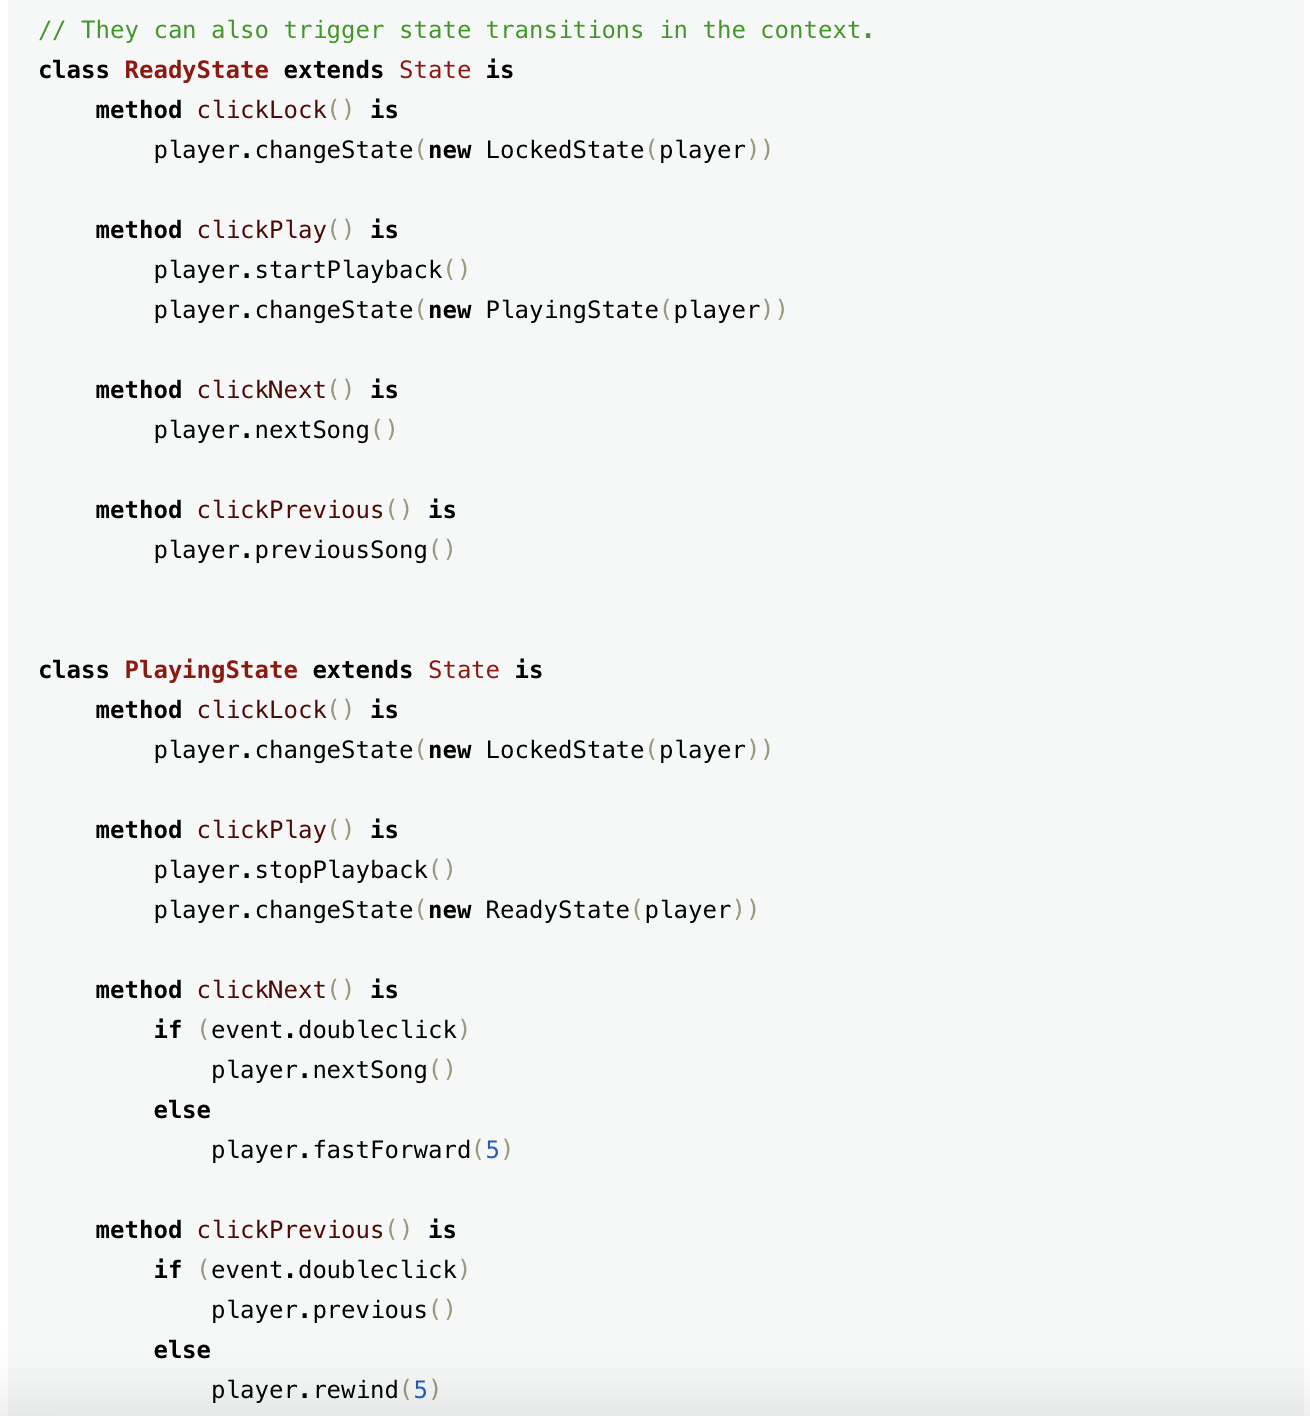 // They can also trigger state transitions in the context.
class ReadyState extends State is
    method clickLock() is
        player.changeState(new LockedState(player))

    method clickPlay() is
        player.startPlayback()
        player.changeState(new PlayingState(player))

    method clickNext() is
        player.nextSong()

    method clickPrevious() is
        player.previousSong()


class PlayingState extends State is
    method clickLock() is
        player.changeState(new LockedState(player))

    method clickPlay() is
        player.stopPlayback()
        player.changeState(new ReadyState(player))

    method clickNext() is
        if (event.doubleclick)
            player.nextSong()
        else
            player.fastForward(5)

    method clickPrevious() is
        if (event.doubleclick)
            player.previous()
        else
            player.rewind(5)